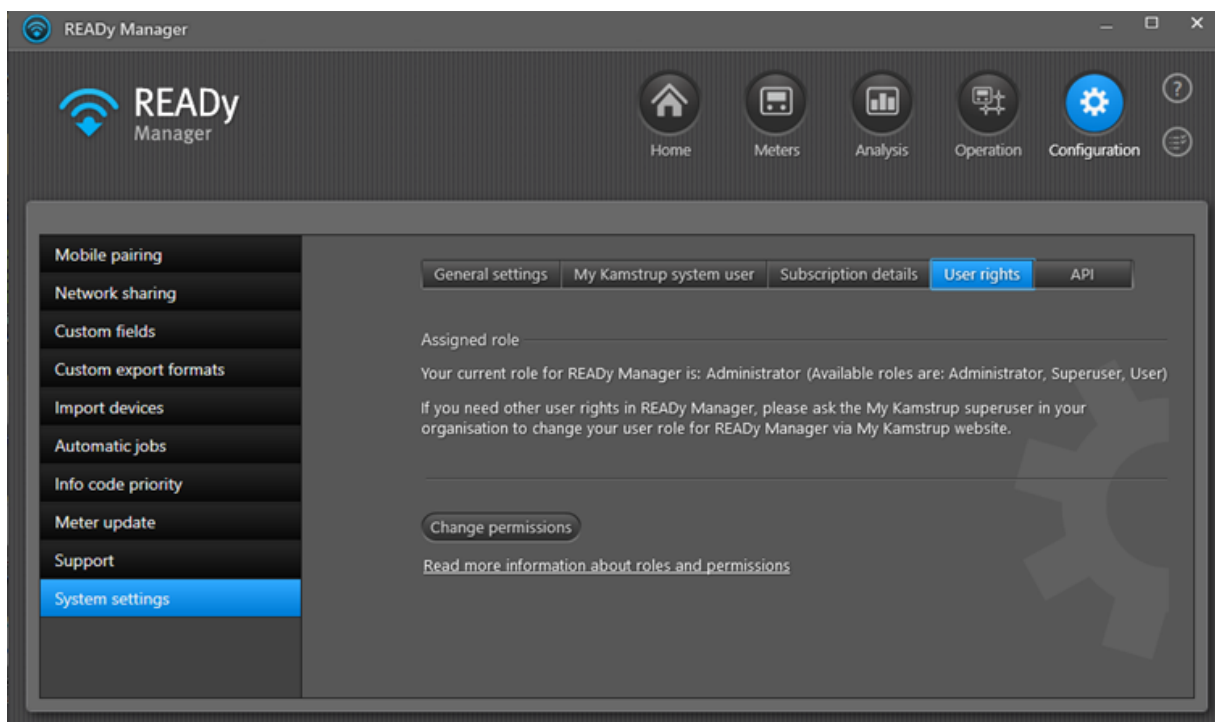 READy Manager
READy
Manager
Home
Meters
Analysis
Operation
Configuration
?
Mobile pairing
Network sharing
Custom fields
Custom export formats
Import devices
Automatic jobs
Info code priority
Meter update
Support
System settings
General settings
My Kamstrup system user
Subscription details
User rights
API
Assigned role
Your current role for READy Manager is: Administrator (Available roles are: Administrator, Superuser, User)
If you need other user rights in READy Manager, please ask the My Kamstrup superuser in your
organisation to change your user role for READy Manager via My Kamstrup website.
Change permissions
Read more information about roles and permissions